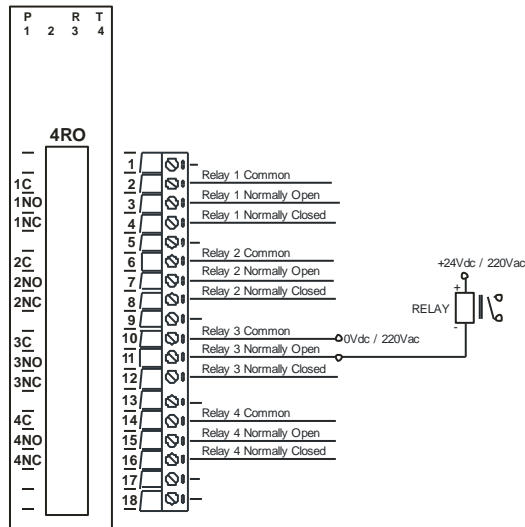 P R T
1 2 3 4
4RO
1C
1NO
1NC
2C
2NO
2NC
3C
3NO
3NC
4C
4NO
4NC
1
2 Relay 1 Common
3 Relay 1 Normally Open
4 Relay 1 Normally Closed
5
6 Relay 2 Common
7 Relay 2 Normally Open
8 Relay 2 Normally Closed
9
10 Relay 3 Common 0Vdc / 220Vac
11 Relay 3 Normally Open
12 Relay 3 Normally Closed
13
14 Relay 4 Common
15 Relay 4 Normally Open
16 Relay 4 Normally Closed
17
18
+24Vdc / 220Vac
+
RELAY
-